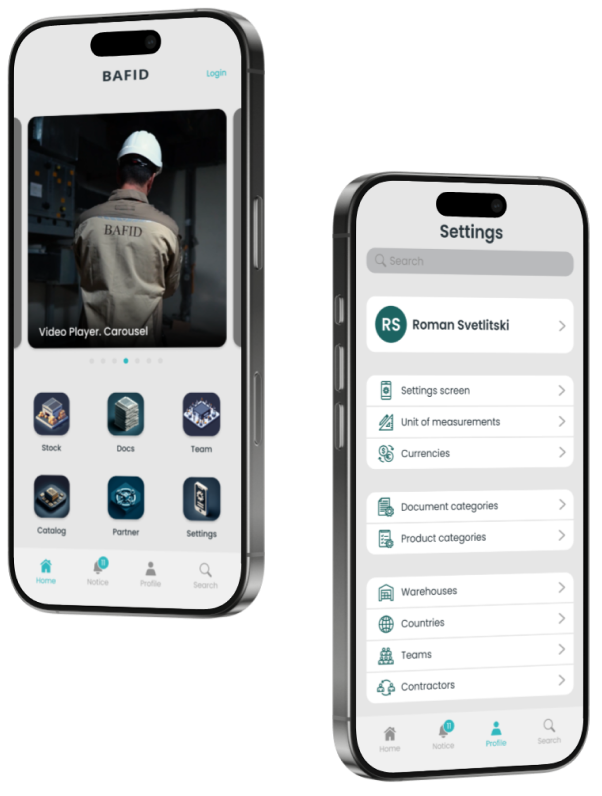 BAFID
Login
BAFID
Video Player. Carousel
Stock
Docs
Team
Catalog
Partner
Settings
Home
11
Notice
Profile
Search
Settings
Search
RS
Roman Svetlitski
Settings screen
Unit of measurements
Currencies
Document categories
Product categories
Warehouses
Countries
Teams
Contractors
Home
11
Notice
Profile
Search